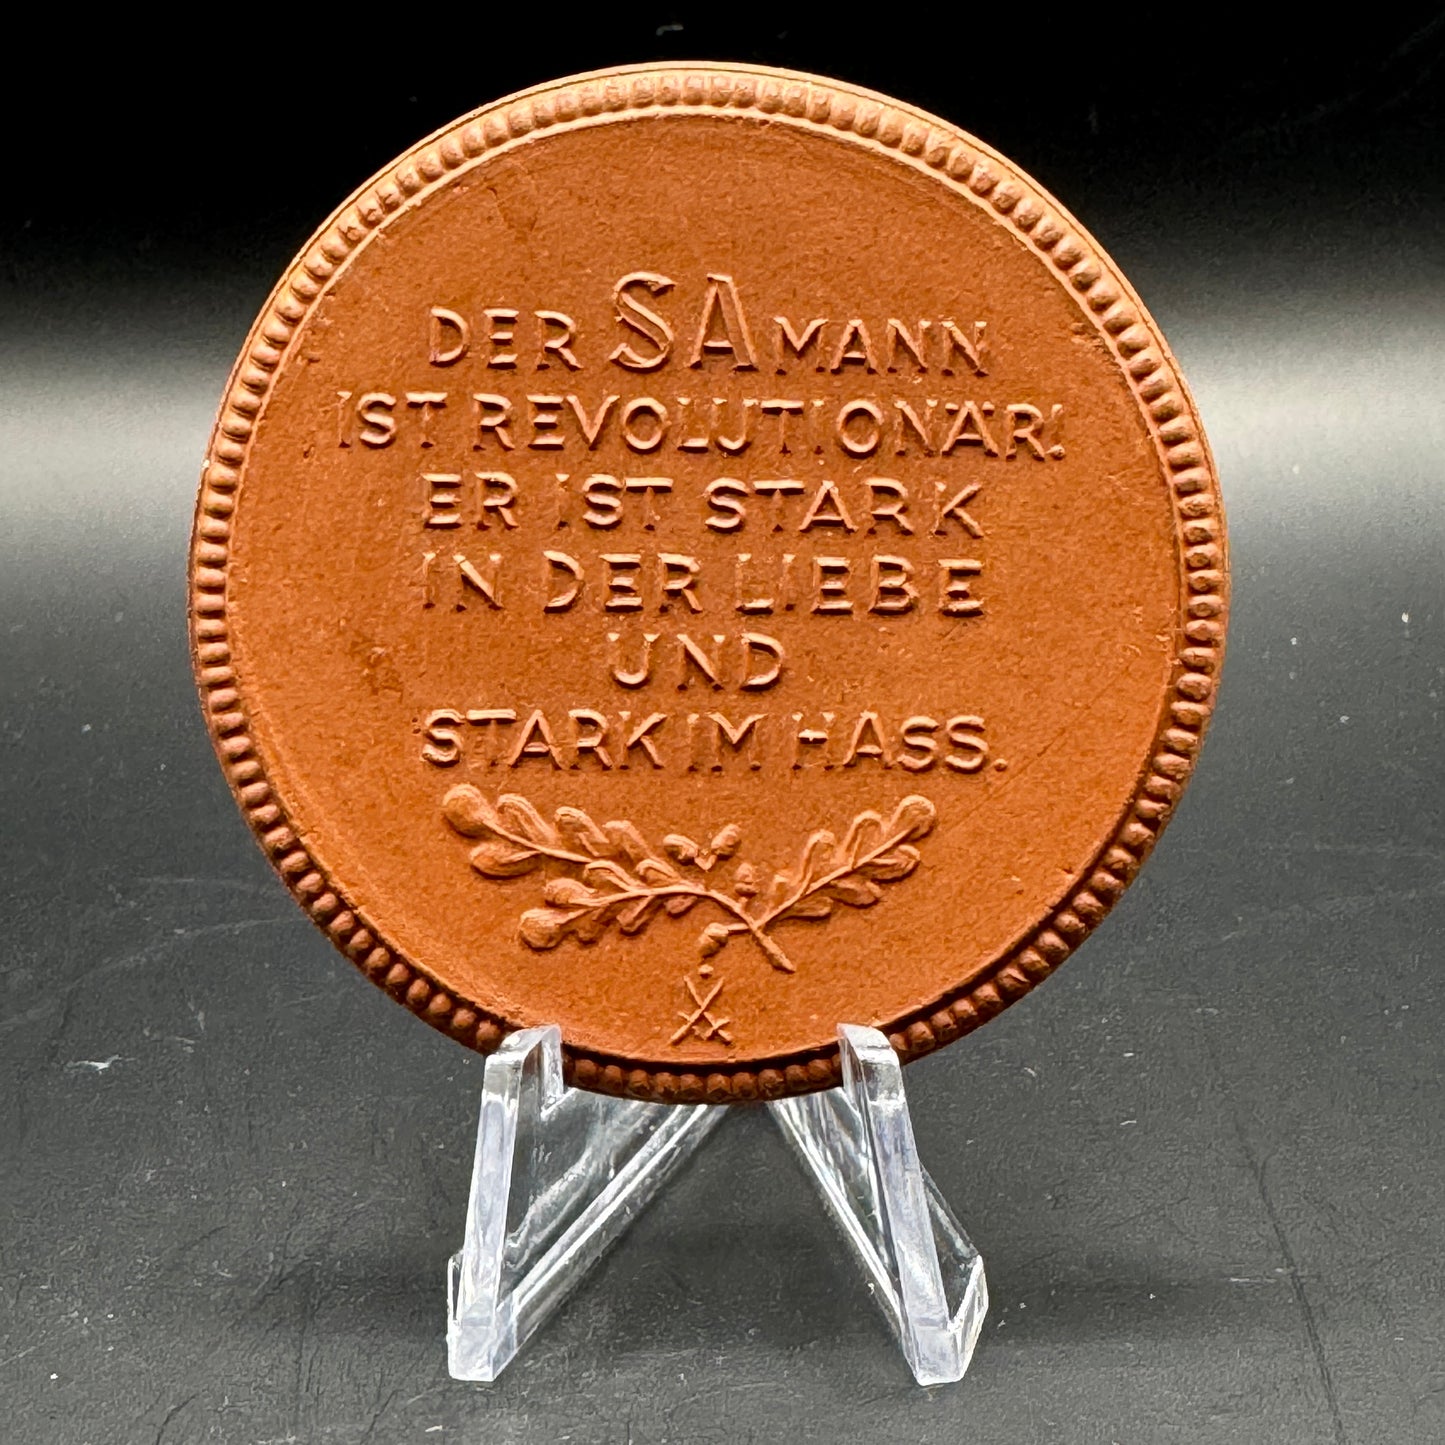 DER SA MANN
IST REVOLUTIONÄR!
ER IST STARK
IN DER LIEBE
UND
STARK IM HASS.